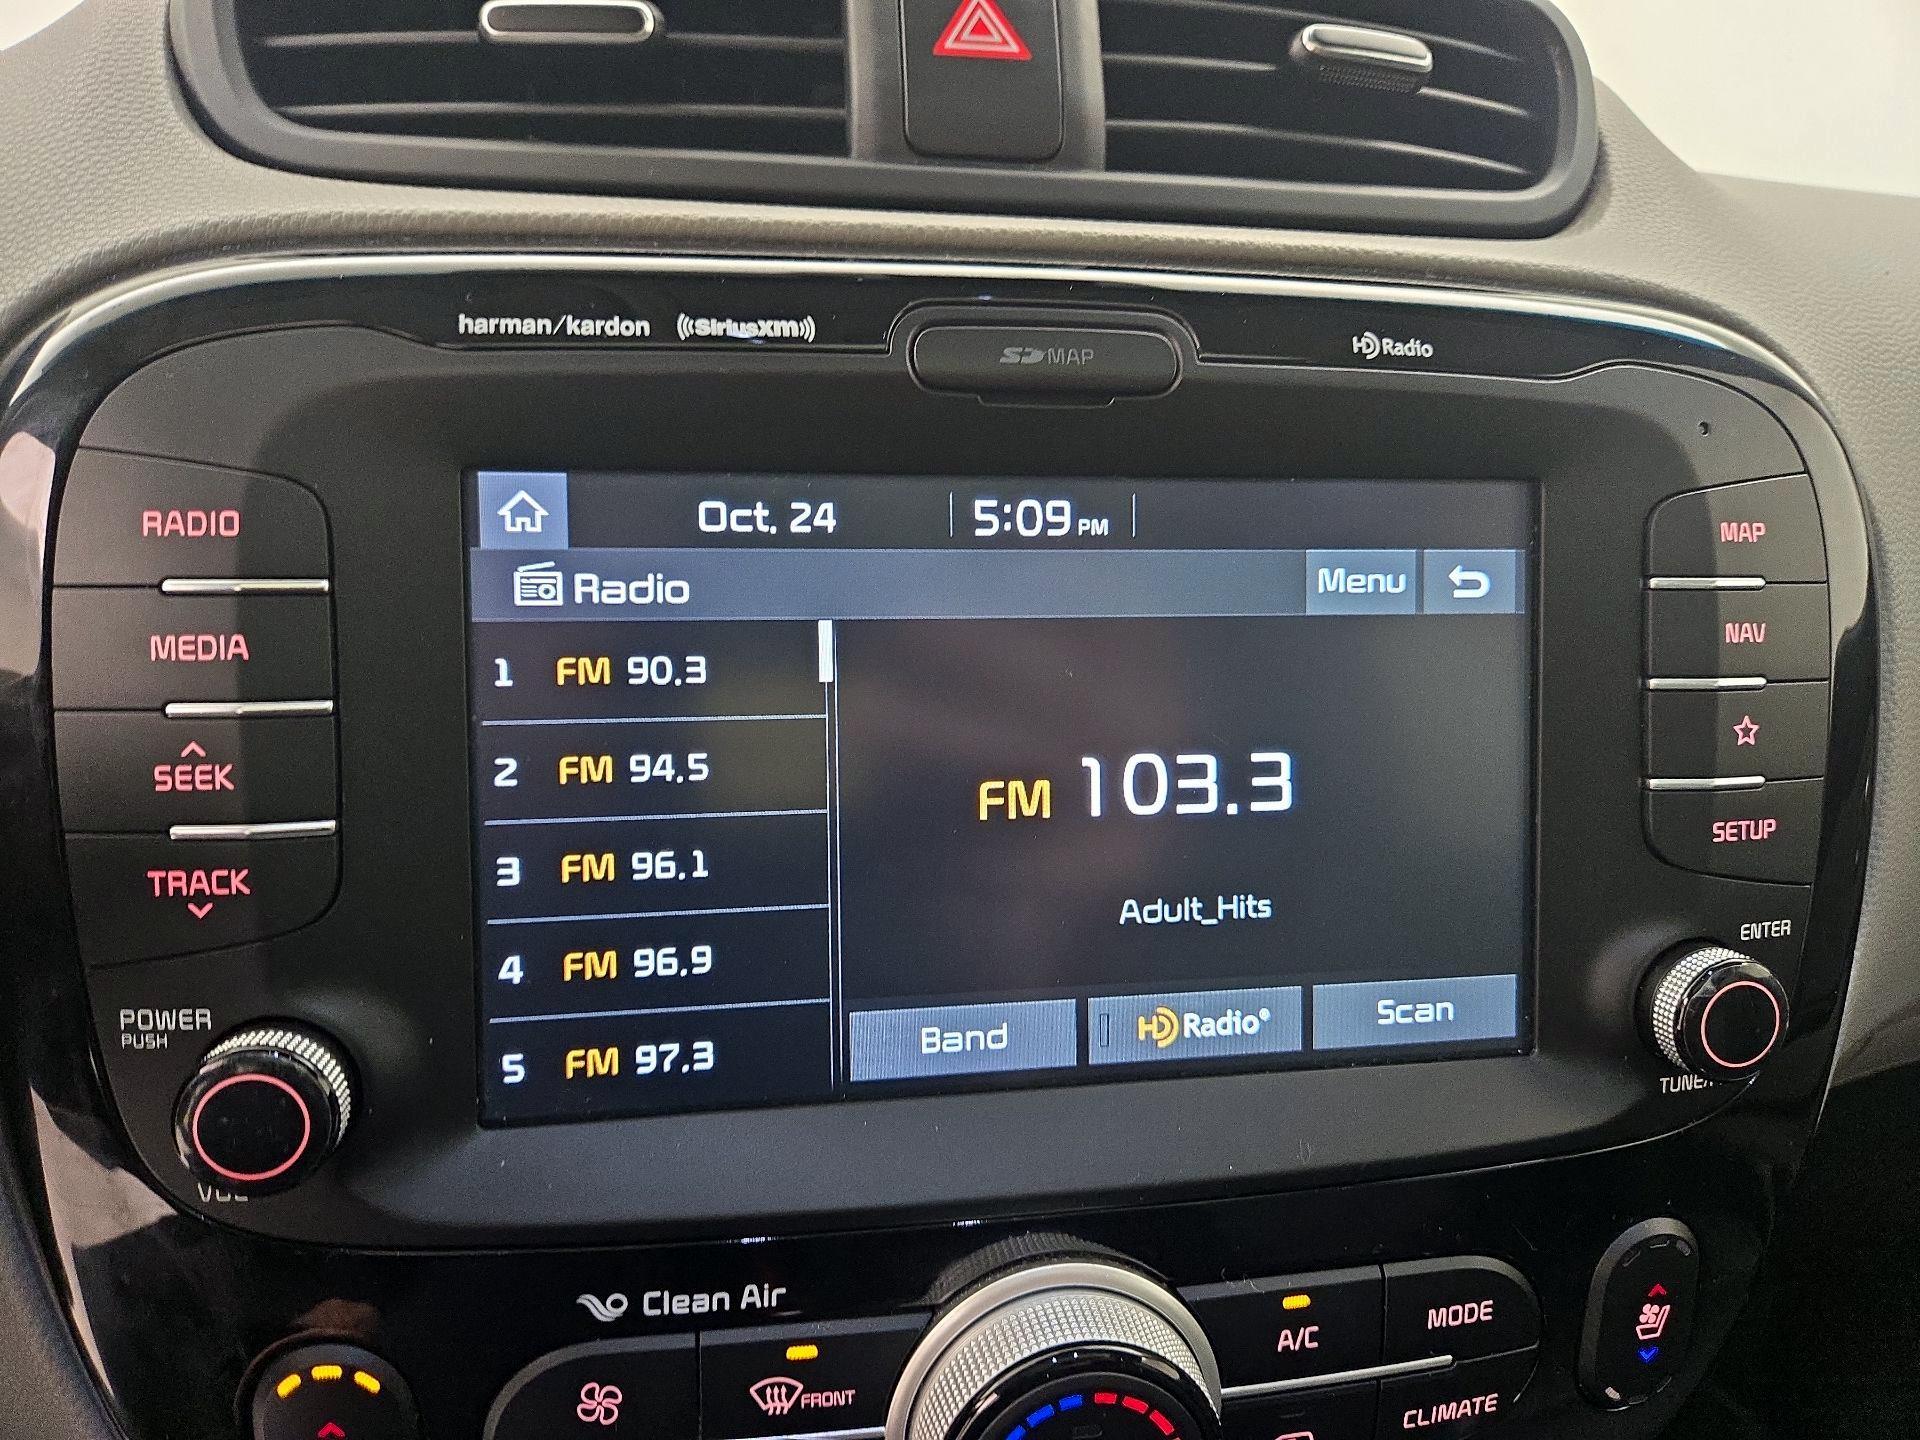 harman/kardon
((SiriusXM))
SD MAP
HD Radio
RADIO
MEDIA
SEEK
TRACK
POWER
PUSH
VOL
Oct. 24
5:09 PM
Radio
Menu
1 FM 90.3
2 FM 94.5
3 FM 96.1
4 FM 96.9
5 FM 97.3
FM 103.3
Adult_Hits
Band
HD Radio®
Scan
MAP
NAV
SETUP
ENTER
TUNE
Clean Air
FRONT
A/C
MODE
CLIMATE